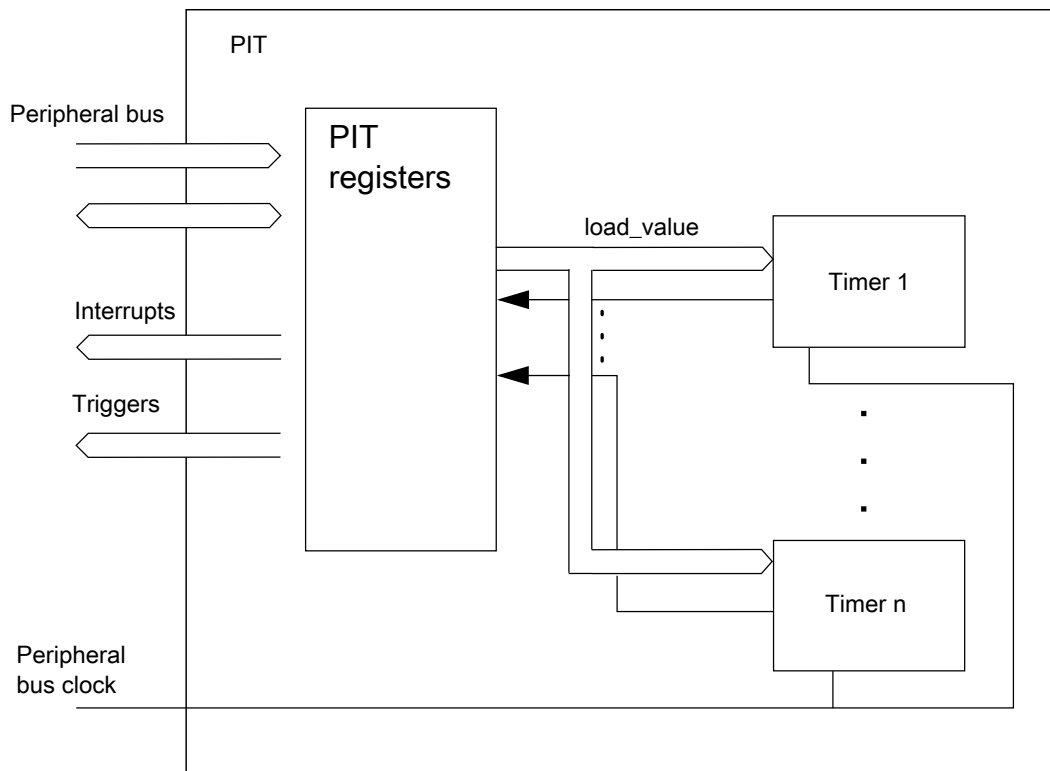 PIT
Peripheral bus
PIT
registers
load_value
Timer 1
Interrupts
Triggers
Timer n
Peripheral
bus clock